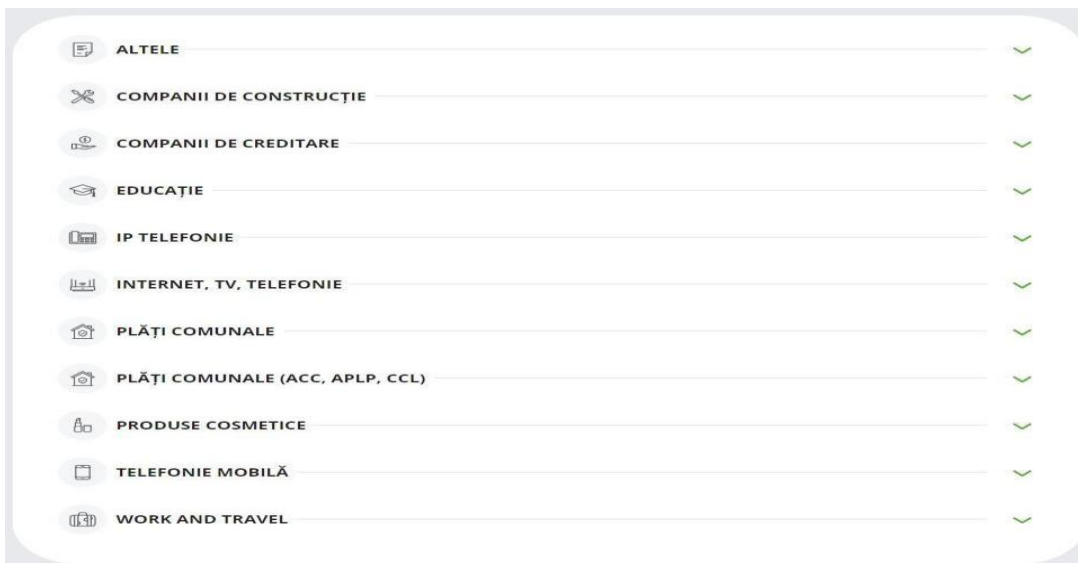 ALTELE
COMPANII DE CONSTRUCȚIE
COMPANII DE CREDITARE
EDUCAȚIE
IP TELEFONIE
INTERNET, TV, TELEFONIE
PLĂȚI COMUNALE
PLĂȚI COMUNALE (ACC, APLP, CCL)
PRODUSE COSMETICE
TELEFONIE MOBILĂ
WORK AND TRAVEL